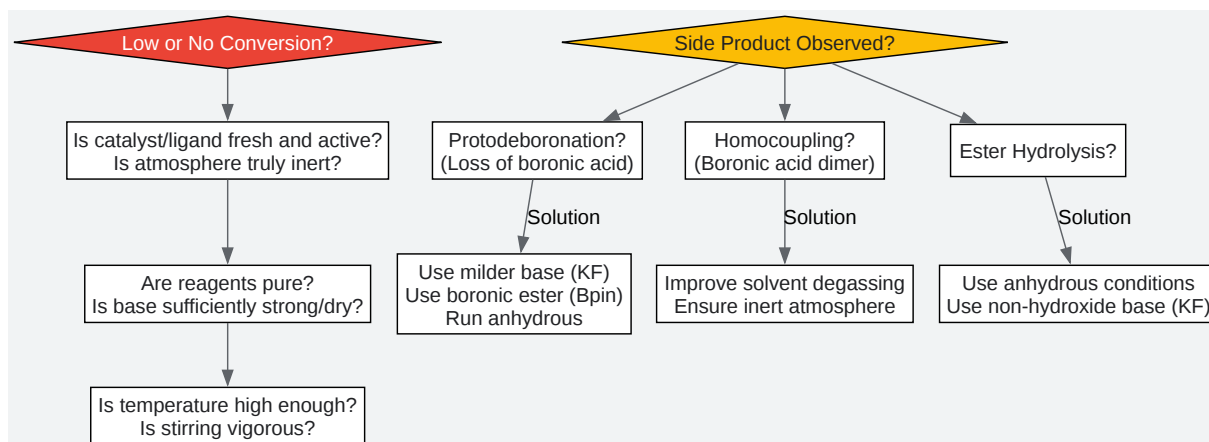 Low or No Conversion?
Side Product Observed?
Is catalyst/ligand fresh and active?
Is atmosphere truly inert?
Protodeboronation?
(Loss of boronic acid)
Homocoupling?
(Boronic acid dimer)
Ester Hydrolysis?
Solution
Solution
Solution
Are reagents pure?
Is base sufficiently strong/dry?
Use milder base (KF)
Use boronic ester (Bpin)
Run anhydrous
Improve solvent degassing
Ensure inert atmosphere
Use anhydrous conditions
Use non-hydroxide base (KF)
Is temperature high enough?
Is stirring vigorous?